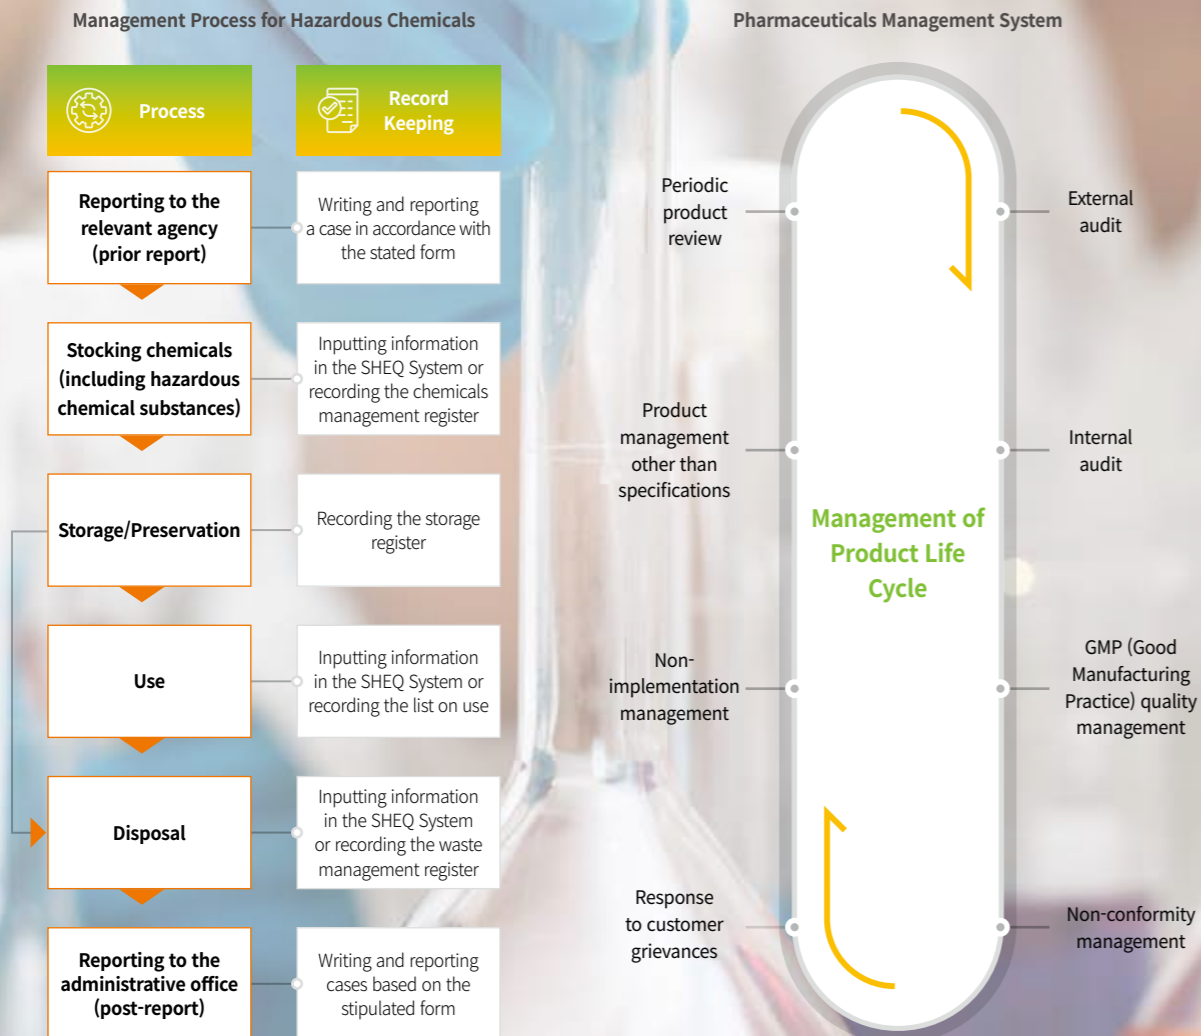 Management Process for Hazardous Chemicals
Process
Record
Keeping
Reporting to the
relevant agency
(prior report)
Writing and reporting
a case in accordance with
the stated form
Stocking chemicals
(including hazardous
chemical substances)
Inputting information
in the SHEQ System or
recording the chemicals
management register
Storage/Preservation
Recording the storage
register
Use
Inputting information
in the SHEQ System or
recording the list on use
Disposal
Inputting information
in the SHEQ System
or recording the waste
management register
Reporting to the
administrative office
(post-report)
Writing and reporting
cases based on the
stipulated form
Pharmaceuticals Management System
Periodic
product
review
External
audit
Product
management
other than
specifications
Internal
audit
Management of
Product Life
Cycle
Non-
implementation
management
GMP (Good
Manufacturing
Practice) quality
management
Response
to customer
grievances
Non-conformity
management